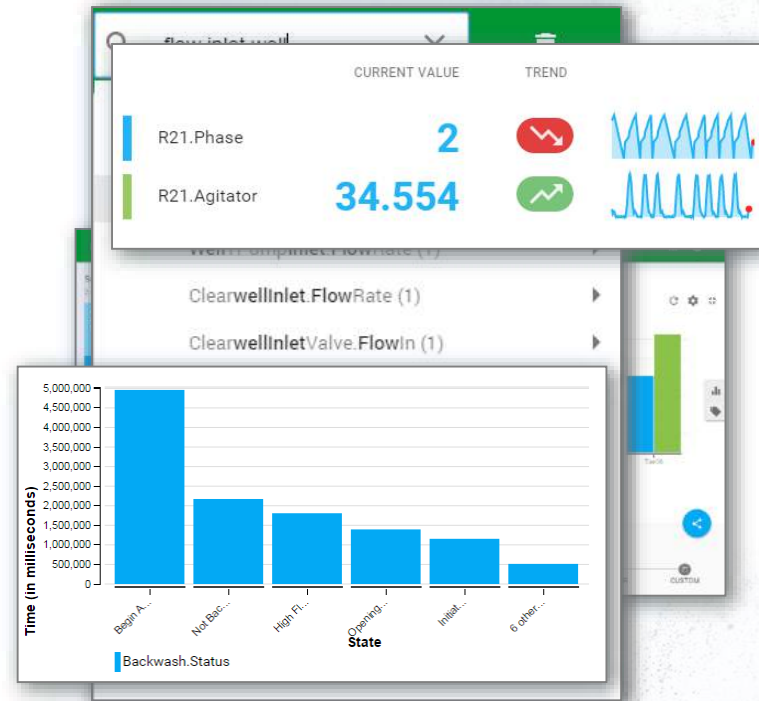 flow inlet well
CURRENT VALUE TREND
R21.Phase 2
R21.Agitator 34.554
ClearwellInlet.FlowRate (1)
ClearwellInletValve.FlowIn (1)
5,000,000
4,500,000
4,000,000
3,500,000
3,000,000
2,500,000
2,000,000
1,500,000
1,000,000
500,000
0
Time (in milliseconds)
Begin A...
Not Bac...
High Fl...
Opening...
Initiat...
6 other...
State
Backwash.Status
CUSTOM